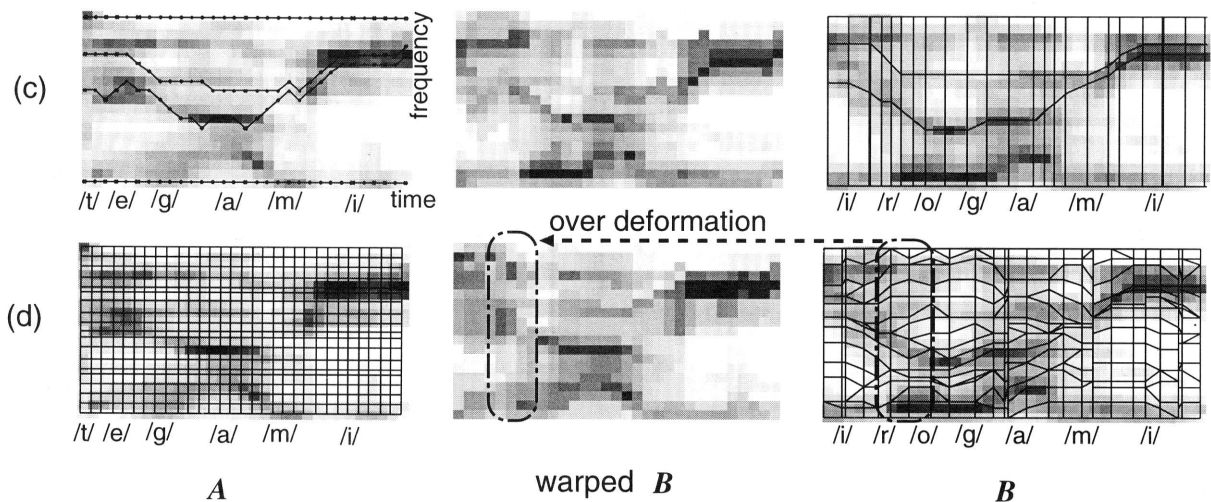 frequency
(c)
/t/ /e/ /g/ /a/ /m/ /i/ time
/i/ /r/ /o/ /g/ /a/ /m/ /i/
over deformation
(d)
/t/ /e/ /g/ /a/ /m/ /i/
/i/ /r/ /o/ /g/ /a/ /m/ /i/
A
warped B
B